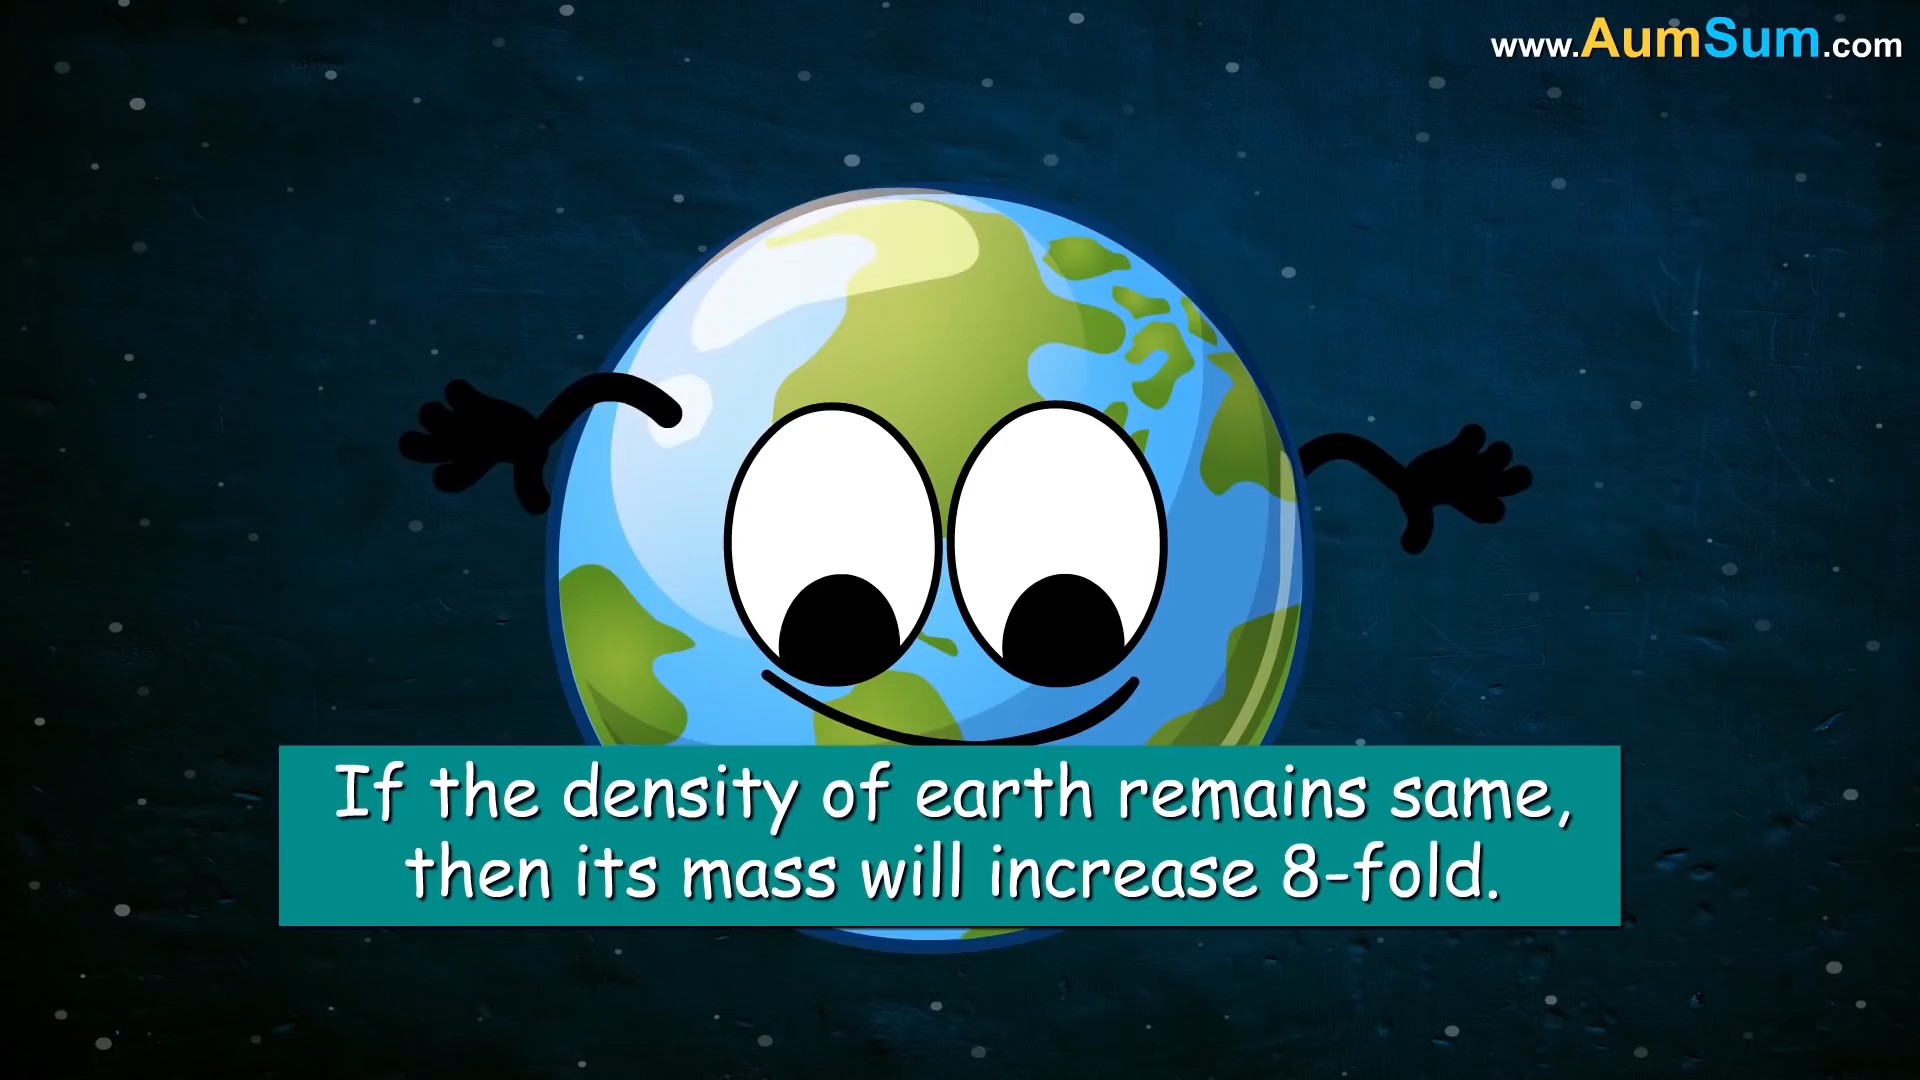 www.AumSum.com
If the density of earth remains same,
then its mass will increase 8-fold.